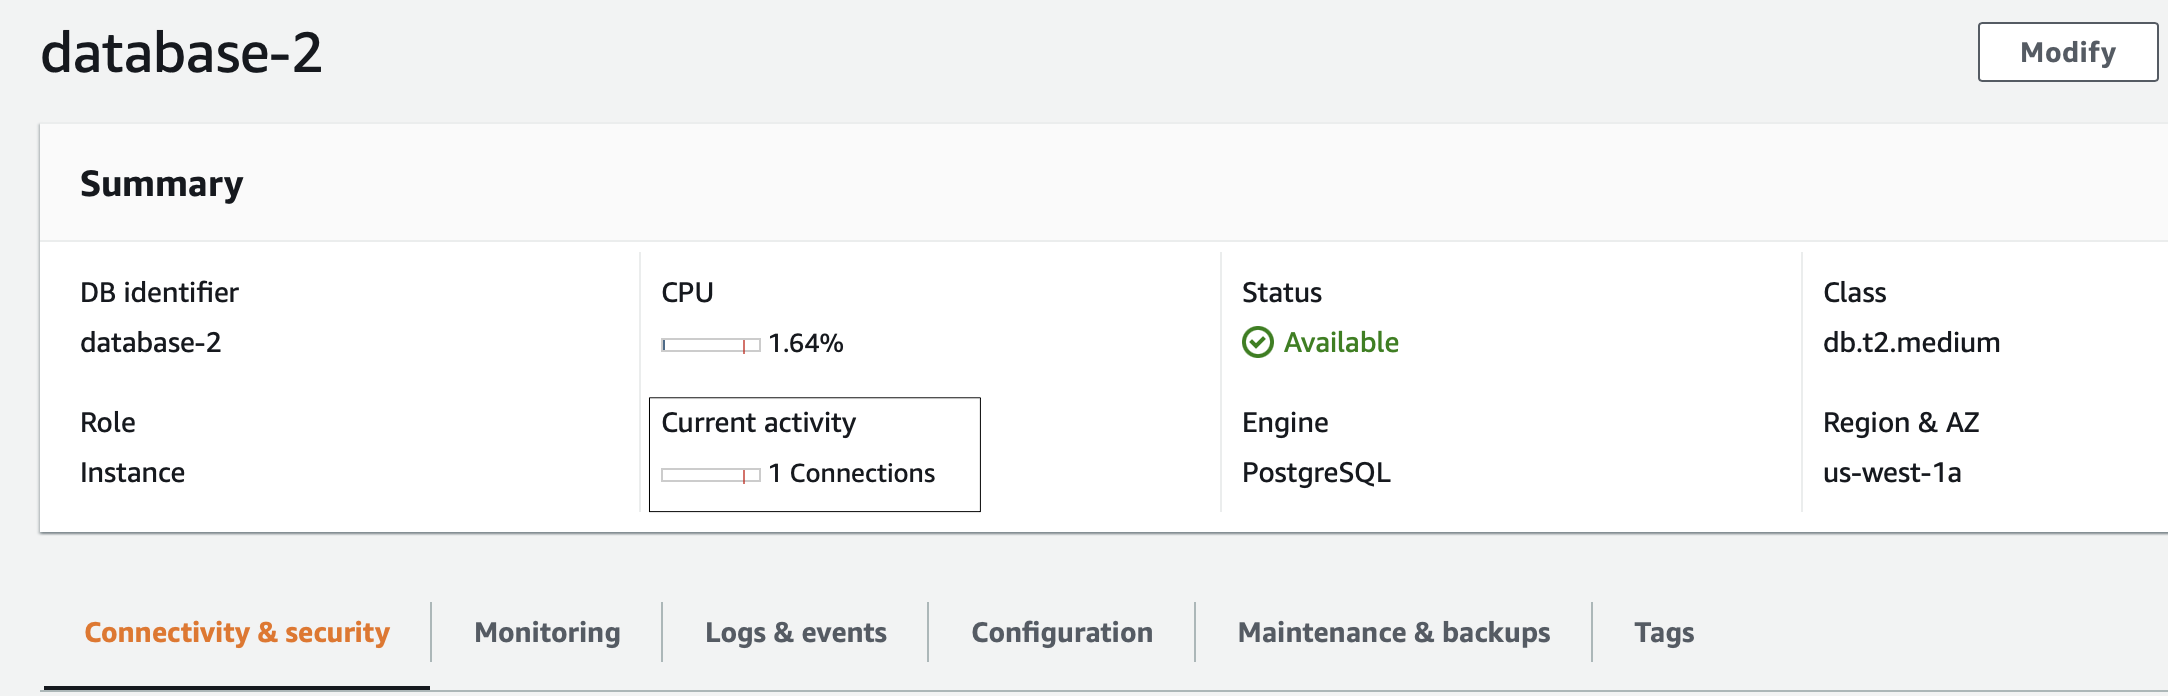 database-2
Modify
Summary
DB identifier
database-2
CPU
1.64%
Status
Available
Class
db.t2.medium
Role
Instance
Current activity
1 Connections
Engine
PostgreSQL
Region & AZ
us-west-1a
Connectivity & security
Monitoring
Logs & events
Configuration
Maintenance & backups
Tags